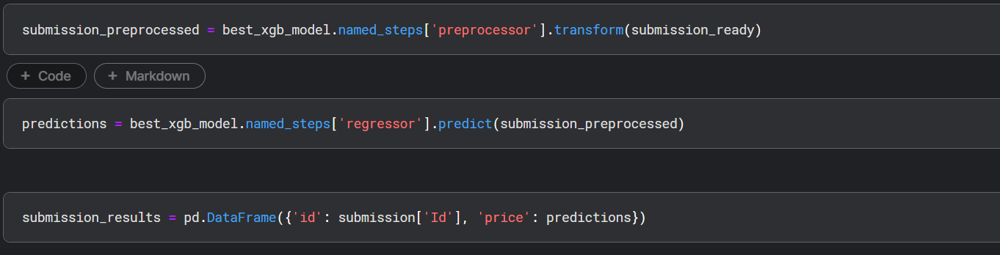 submission_preprocessed = best_xgb_model.named_steps['preprocessor'].transform(submission_ready)
+ Code + Markdown
predictions = best_xgb_model.named_steps['regressor'].predict(submission_preprocessed)
submission_results = pd.DataFrame({'id': submission['Id'], 'price': predictions})